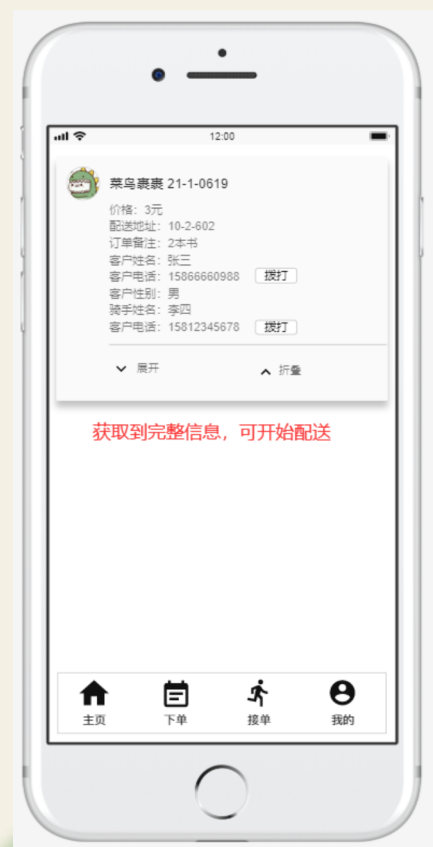 12:00
菜鸟裹裹 21-1-0619
价格：3元
配送地址：10-2-602
订单备注：2本书
客户姓名：张三
客户电话：15866660988 拨打
客户性别：男
骑手姓名：李四
客户电话：15812345678 拨打
展开 折叠
获取到完整信息，可开始配送
主页 下单 接单 我的